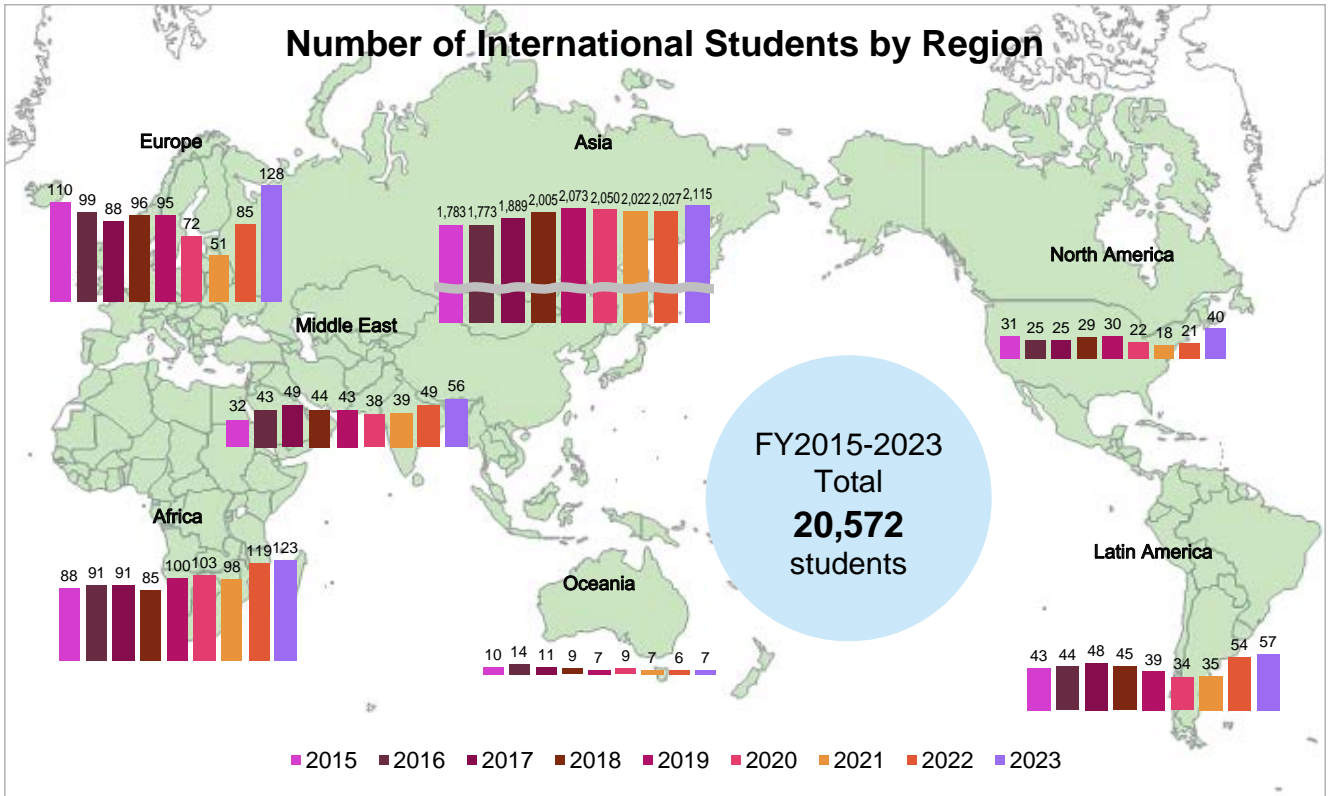 Number of International Students by Region
Europe
110 99 88 96 95 72 51 85 128
Asia
1,783 1,773 1,889 2,005 2,073 2,050 2,022 2,027 2,115
North America
31 25 25 29 30 22 18 21 40
Middle East
32 43 49 44 43 38 39 49 56
FY2015-2023
Total
20,572
students
Africa
88 91 91 85 100 103 98 119 123
Oceania
10 14 11 9 7 9 7 6 7
Latin America
43 44 48 45 39 34 35 54 57
2015 2016 2017 2018 2019 2020 2021 2022 2023